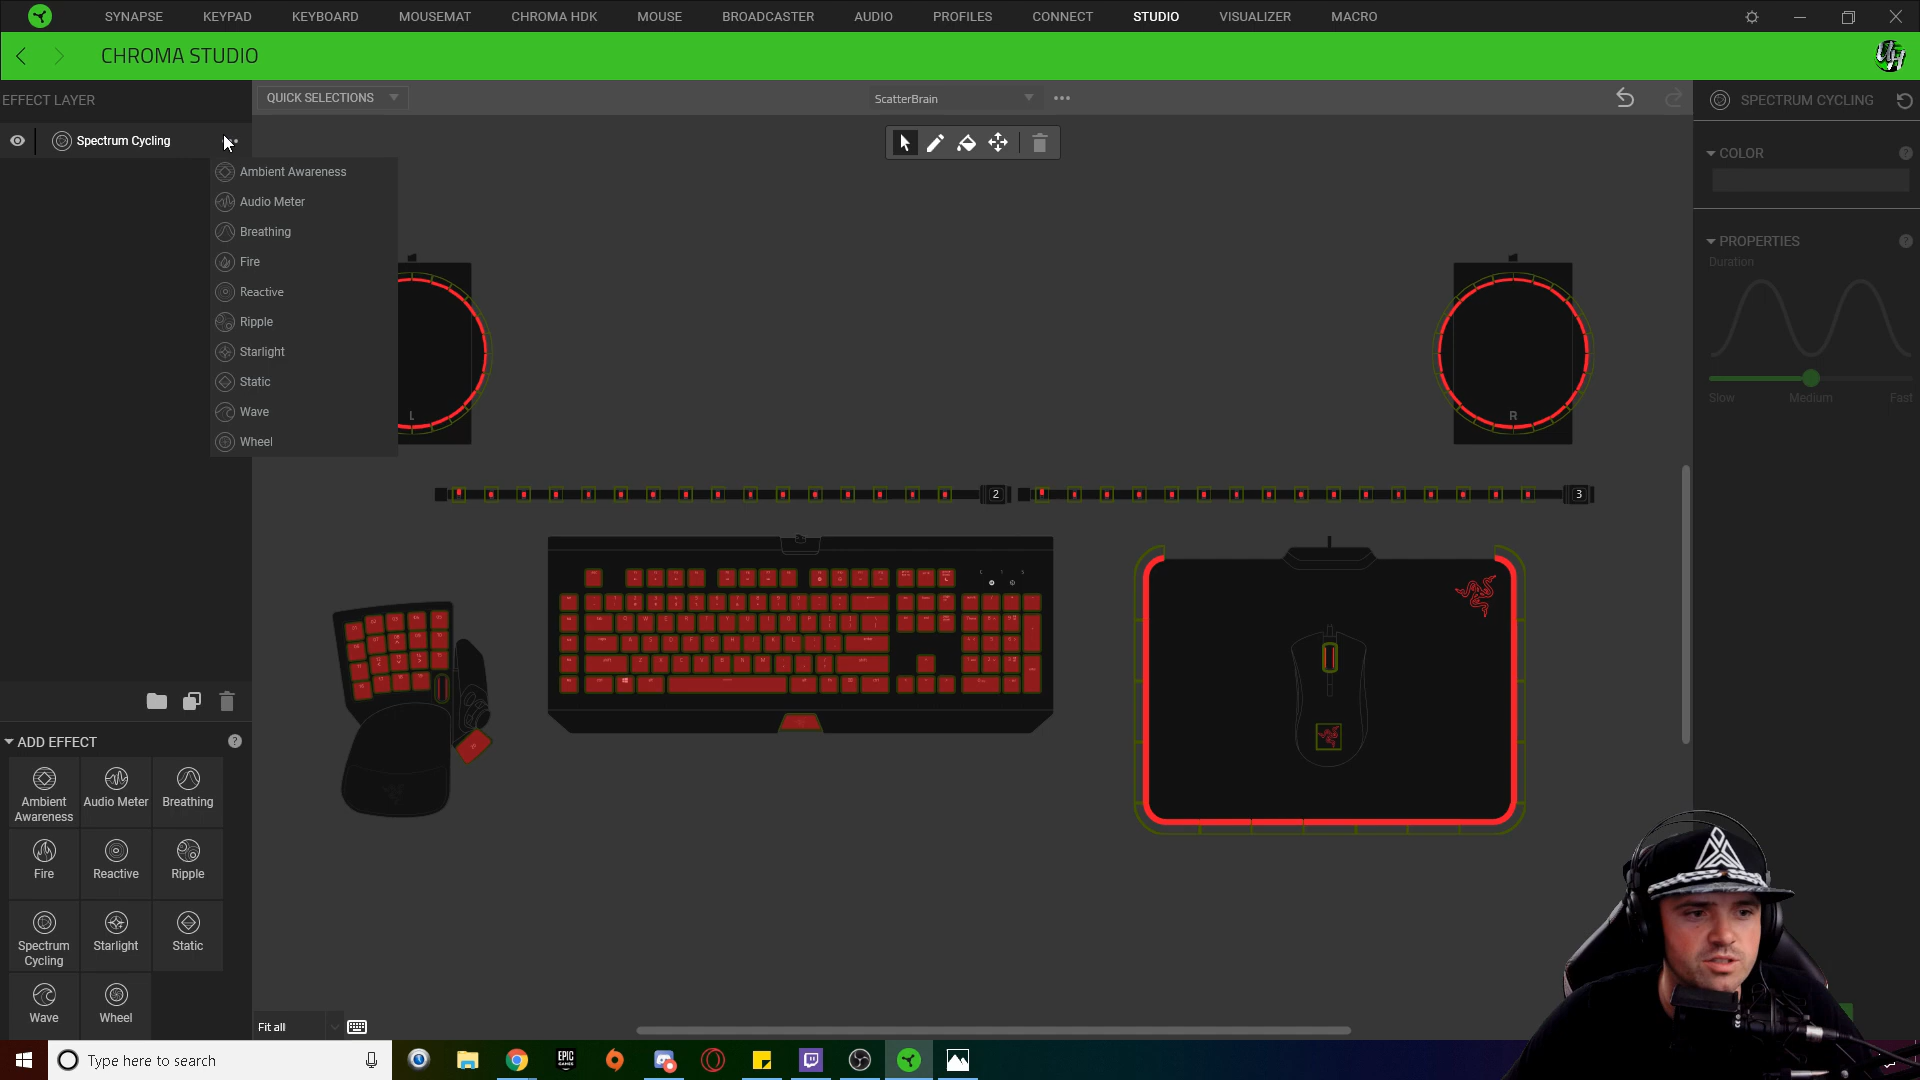 SYNAPSE KEYPAD KEYBOARD MOUSEMAT CHROMA HDK MOUSE BROADCASTER AUDIO PROFILES CONNECT STUDIO VISUALIZER MACRO
CHROMA STUDIO
EFFECT LAYER
QUICK SELECTIONS
ScatterBrain
SPECTRUM CYCLING
Spectrum Cycling
Ambient Awareness
Audio Meter
Breathing
Fire
Reactive
Ripple
Starlight
Static
Wave
Wheel
COLOR
?
PROPERTIES
?
Duration
Slow Medium Fast
L
R
2
3
ADD EFFECT
?
Ambient Awareness
Audio Meter
Breathing
Fire
Reactive
Ripple
Spectrum Cycling
Starlight
Static
Wave
Wheel
Fit all
Type here to search
EPIC GAMES